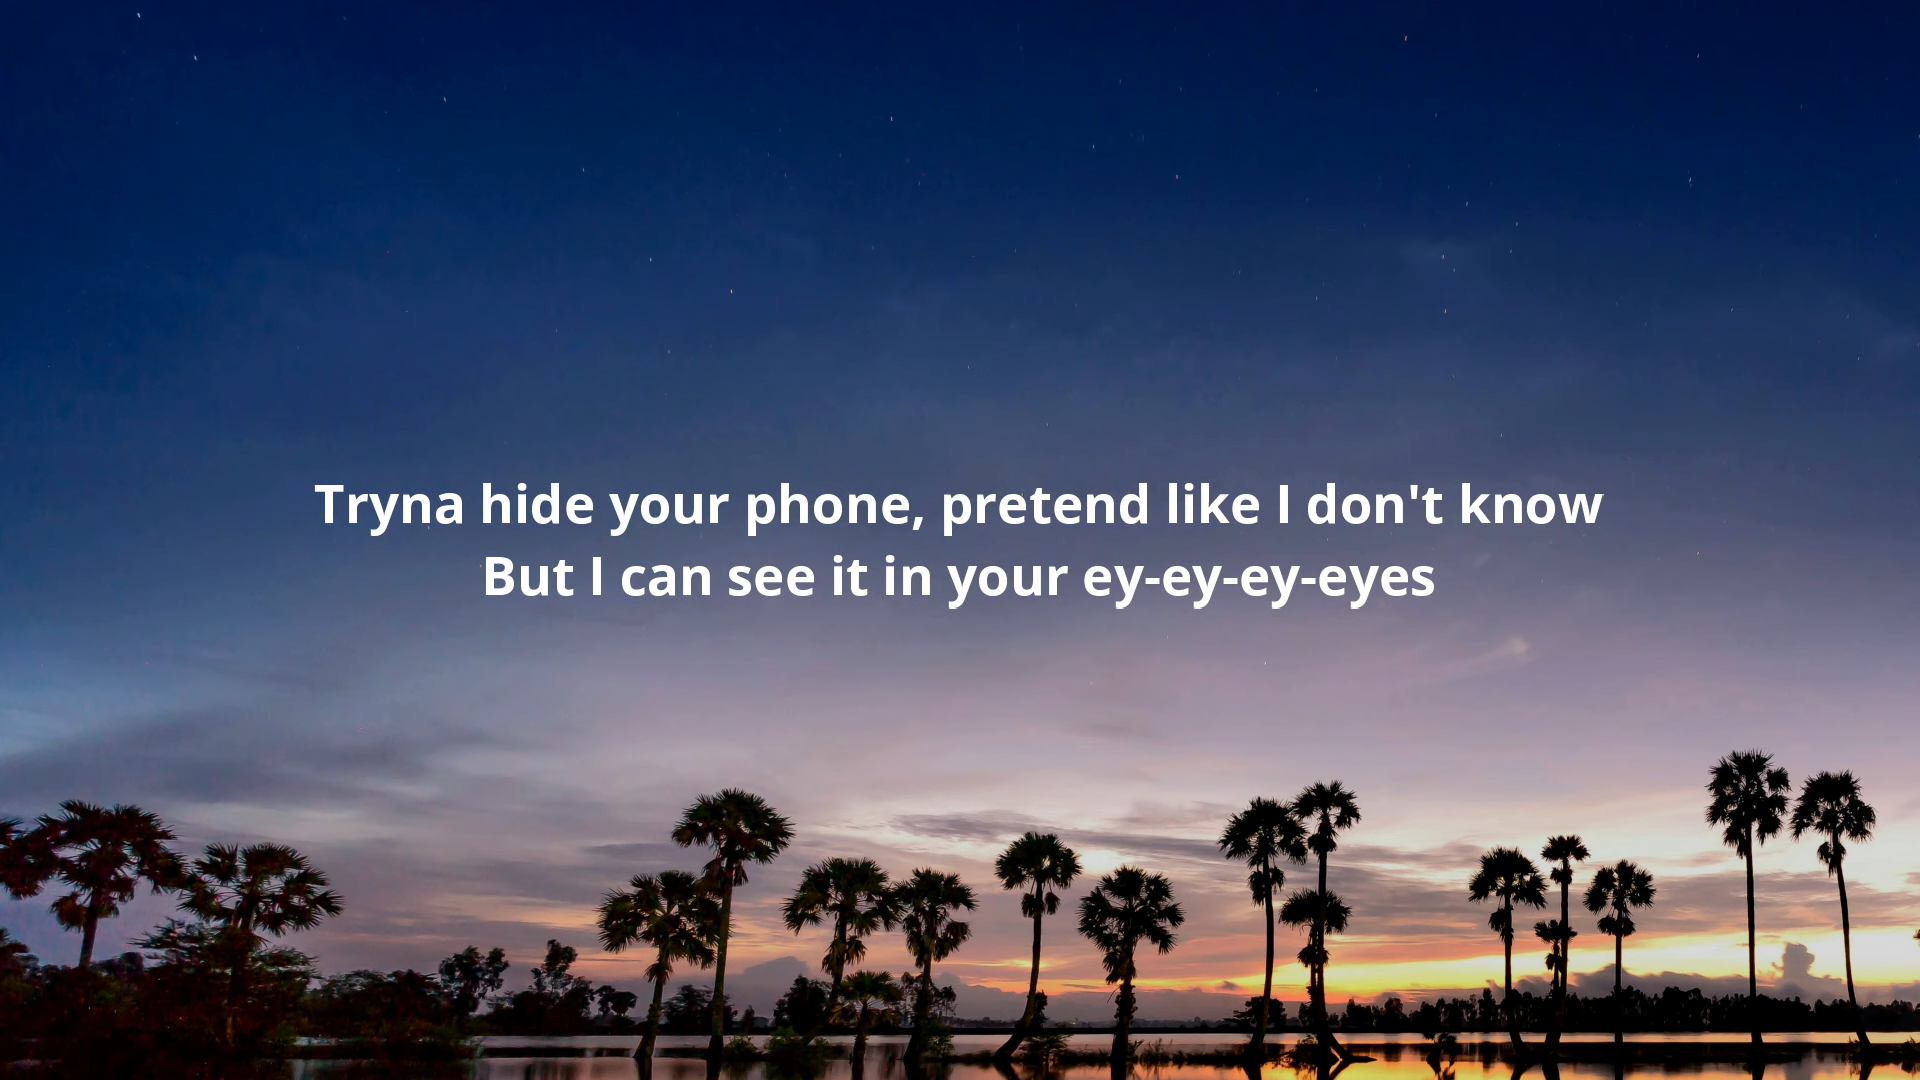 Tryna hide your phone, pretend like I don't know
But I can see it in your ey-ey-ey-eyes